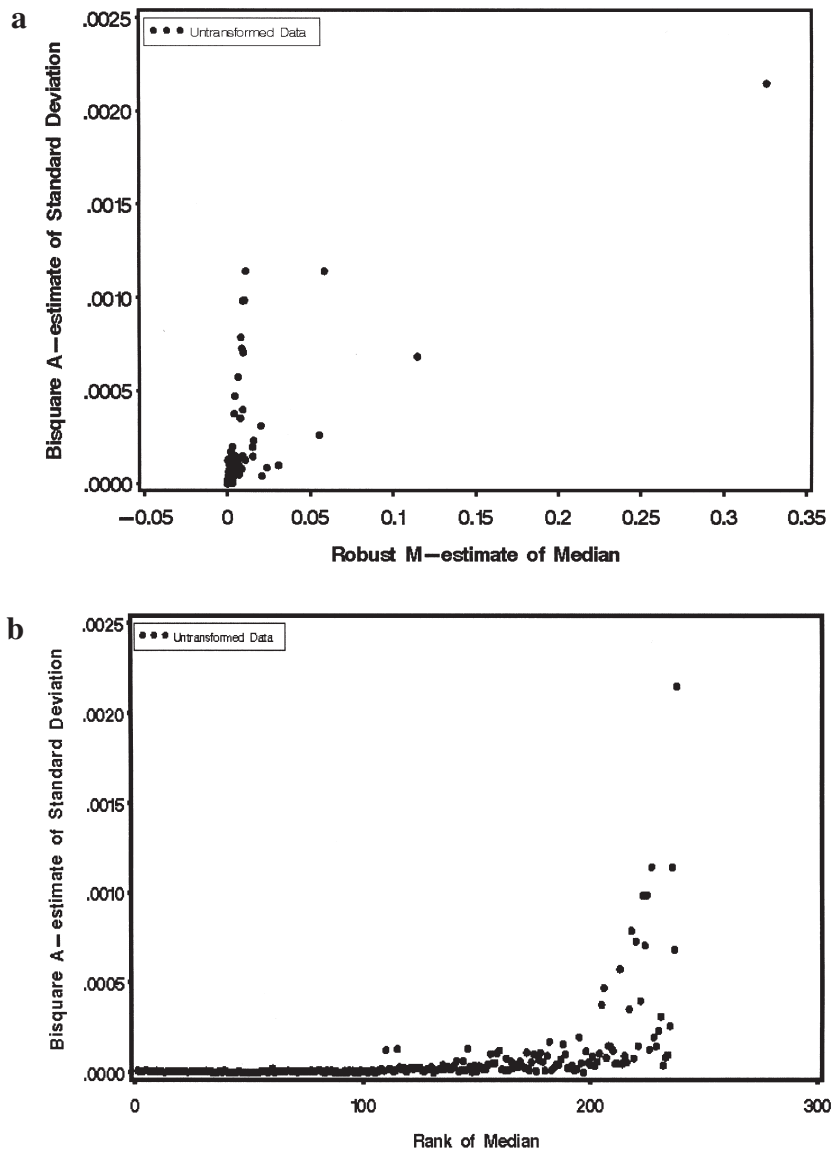 a
.0025
Untransformed Data
.0020
.0015
.0010
.0005
.0000
Bisquare A−estimate of Standard Deviation
−0.05 0 0.05 0.1 0.15 0.2 0.25 0.3 0.35
Robust M−estimate of Median
b
.0025
Untransformed Data
.0020
.0015
.0010
.0005
.0000
Bisquare A−estimate of Standard Deviation
0 100 200 300
Rank of Median